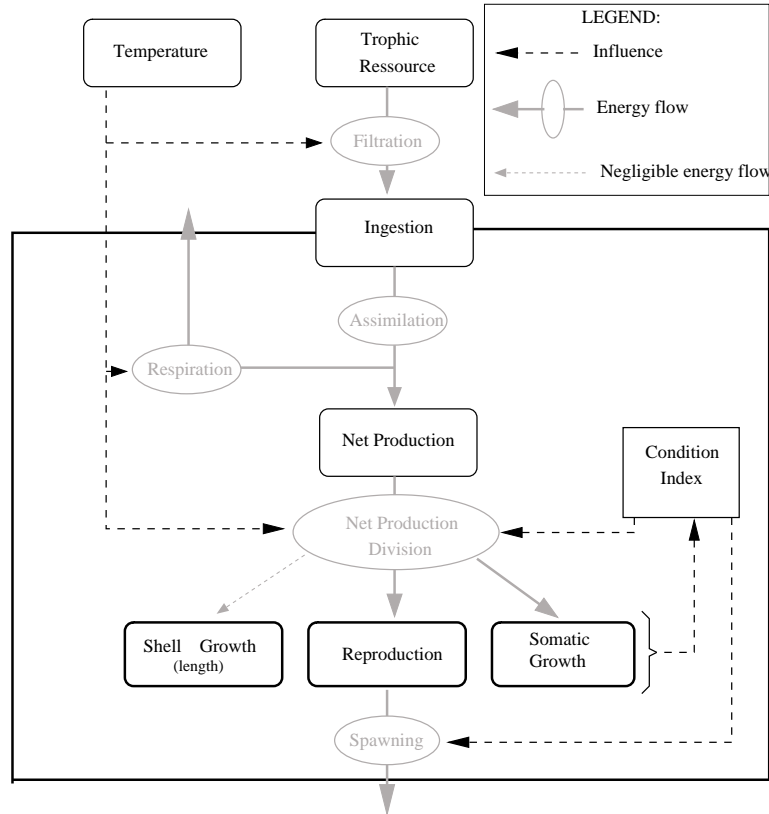 LEGEND:
Influence
Energy flow
Negligible energy flow
Temperature
Trophic
Ressource
Filtration
Ingestion
Assimilation
Respiration
Net Production
Condition
Index
Net Production
Division
Shell Growth
(length)
Reproduction
Somatic
Growth
Spawning